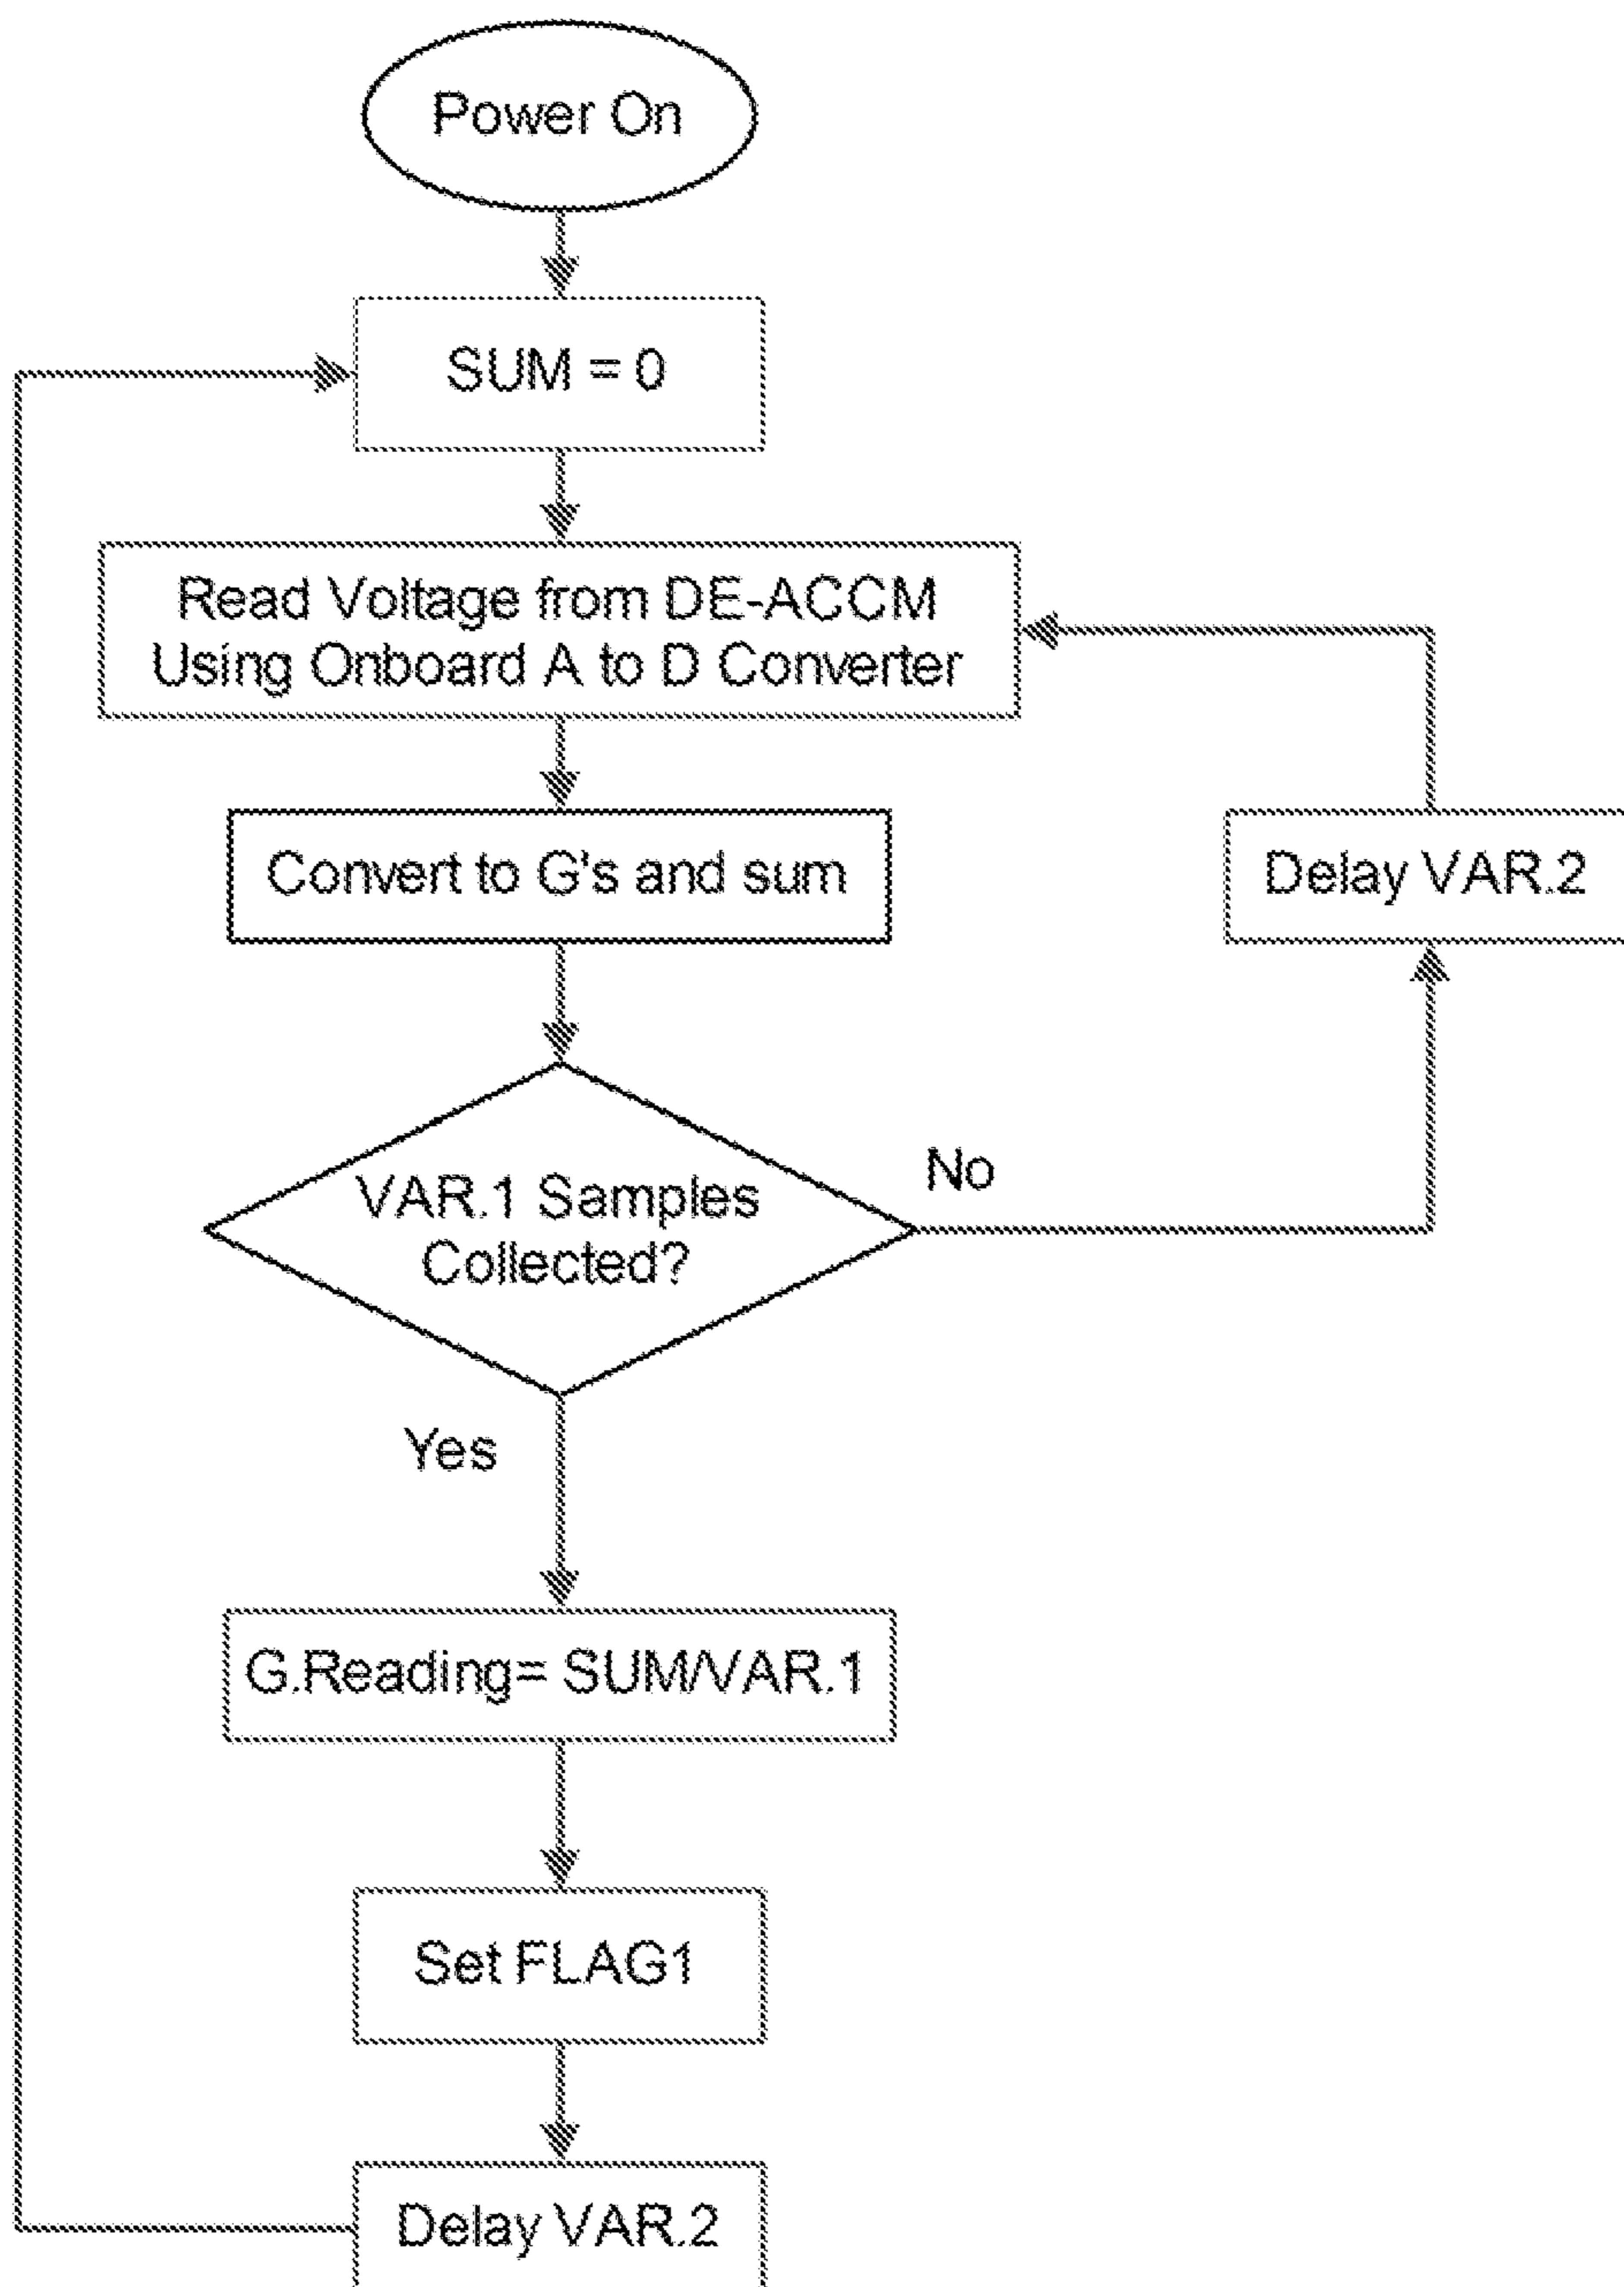 Power On
SUM = 0
Read Voltage from DE-ACCM
Using Onboard A to D Converter
Convert to G's and sum
Delay VAR.2
VAR.1 Samples
Collected?
No
Yes
G.Reading= SUM/VAR.1
Set FLAG1
Delay VAR.2